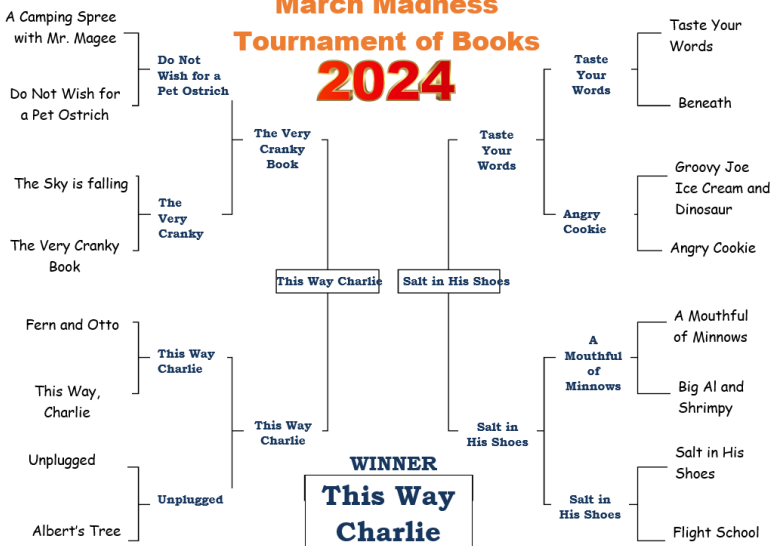 March Madness
Tournament of Books
2024
A Camping Spree
with Mr. Magee
Do Not Wish for
a Pet Ostrich
The Sky is falling
The Very Cranky
Book
Fern and Otto
This Way,
Charlie
Unplugged
Albert's Tree
Do Not
Wish for a
Pet Ostrich
The
Very
Cranky
This Way
Charlie
Unplugged
The Very
Cranky
Book
This Way
Charlie
This Way Charlie
Salt in His Shoes
WINNER
This Way
Charlie
Taste
Your
Words
Salt in
His Shoes
Taste
Your
Words
Angry
Cookie
A
Mouthful
of
Minnows
Salt in
His Shoes
Taste Your
Words
Beneath
Groovy Joe
Ice Cream and
Dinosaur
Angry Cookie
A Mouthful
of Minnows
Big Al and
Shrimpy
Salt in His
Shoes
Flight School